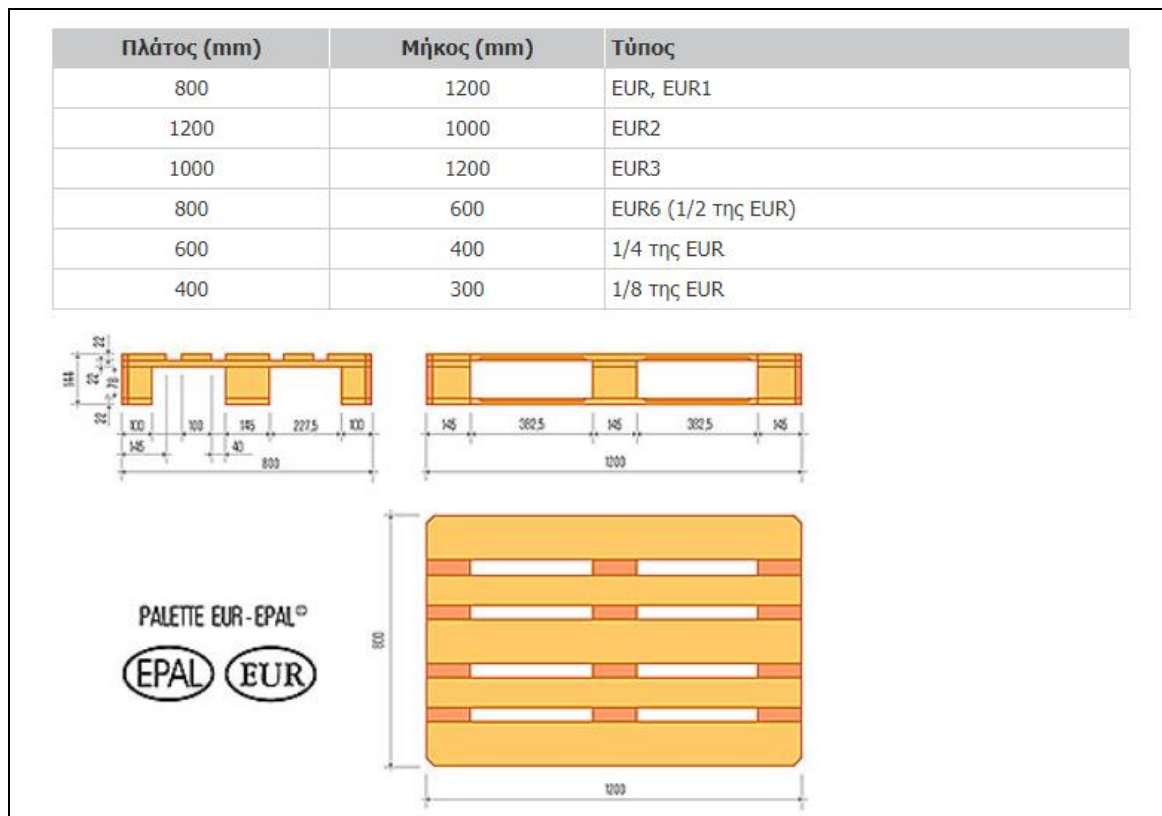 Πλάτος (mm) Μήκος (mm) Τύπος
800 1200 EUR, EUR1
1200 1000 EUR2
1000 1200 EUR3
800 600 EUR6 (1/2 της EUR)
600 400 1/4 της EUR
400 300 1/8 της EUR
22
144 22 78
22
100 100 145 227,5 100
145 40
800
145 382,5 145 382,5 145
1200
800
PALETTE EUR-EPAL©
EPAL EUR
1200